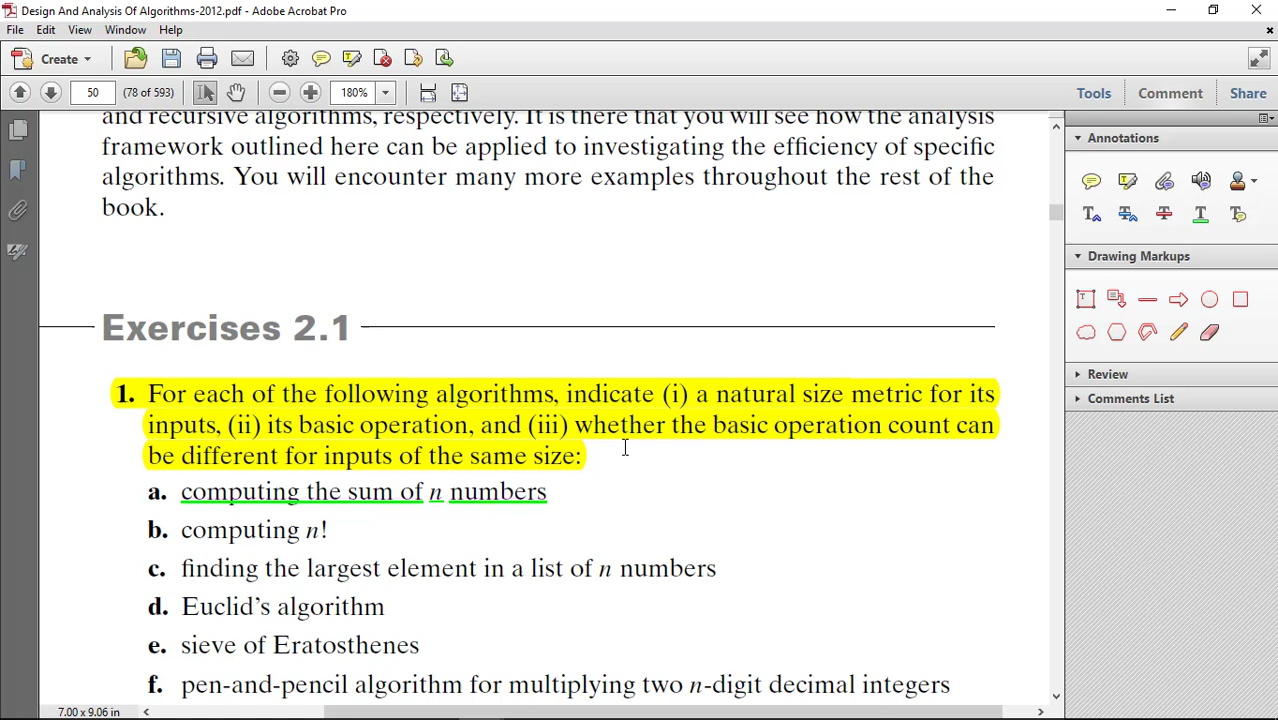 Design And Analysis Of Algorithms-2012.pdf - Adobe Acrobat Pro
File Edit View Window Help
Create
50 (78 of 593) 180% Tools Comment Share
and recursive algorithms, respectively. It is there that you will see how the analysis
framework outlined here can be applied to investigating the efficiency of specific
algorithms. You will encounter many more examples throughout the rest of the
book.
Exercises 2.1
1. For each of the following algorithms, indicate (i) a natural size metric for its
inputs, (ii) its basic operation, and (iii) whether the basic operation count can
be different for inputs of the same size:
a. computing the sum of n numbers
b. computing n!
c. finding the largest element in a list of n numbers
d. Euclid's algorithm
e. sieve of Eratosthenes
f. pen-and-pencil algorithm for multiplying two n-digit decimal integers
7.00 x 9.06 in
Annotations
Drawing Markups
Review
Comments List